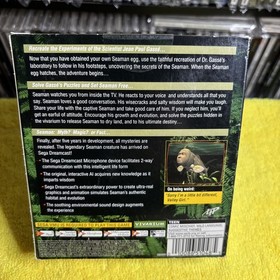 Recreate the Experiments of the Scientist Jean Paul Gassé...
Now that you have obtained your own Seaman egg, use the faithful recreation of Dr. Gassé's
laboratory to follow in his footsteps, uncovering the secrets of the Seaman. When the Seaman
egg hatches, the adventure begins...
Solve Gassé's Puzzles and Set Seaman Free...
Seaman watches you from inside the TV. He reacts to your voice and understands all that you
say. Seaman loves a good conversation. His wisecracks and salty wisdom will make you laugh.
Share your life with the captive Seaman and take good care of him. If you neglect him, you'll
get an earful of attitude. Encourage his growth and evolution, and solve the puzzles hidden
in the vivarium to release Seaman to dry land, and to his ultimate destiny...
Seaman: Myth? Magic? or Fact...
Finally, after five years in development, all mysteries are
revealed. The legendary Seaman creature has arrived on
Sega Dreamcast!
• Sega Dreamcast Microphone device facilitates 2-way
communication with this intelligent life form
• The original, interactive AI acquires new knowledge as it
imparts wisdom
• Sega Dreamcast's extraordinary power to create ultra-real
graphics and animation simulates Seaman's authentic
habitat and evolution
• The soothing environmental sound design augments
the experience
On being weird:
VIVARIUM